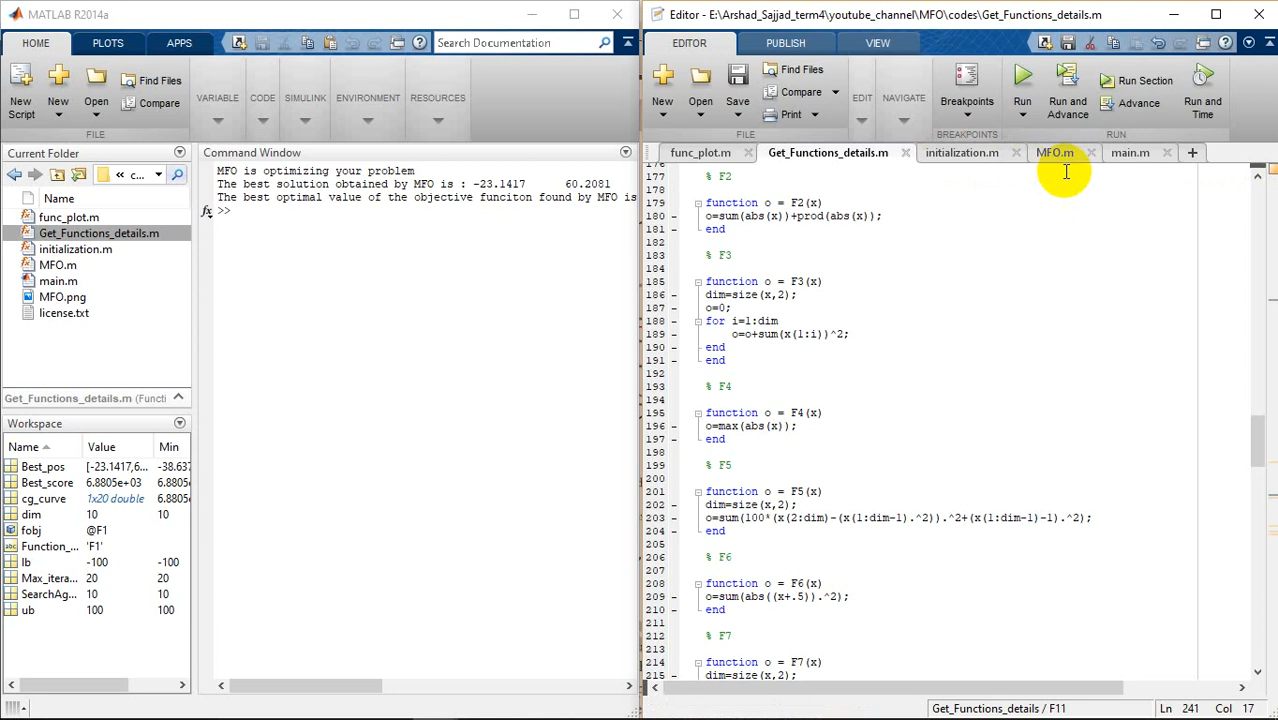 MATLAB R2014a
HOME PLOTS APPS
Search Documentation
New Script
New
Open
Find Files
Compare
VARIABLE
CODE
SIMULINK
ENVIRONMENT
RESOURCES
FILE
Current Folder
« c...
Name
func_plot.m
Get_Functions_details.m
initialization.m
MFO.m
main.m
MFO.png
license.txt
Get_Functions_details.m (Functi
Workspace
Name Value Min
Best_pos [-23.1417,6... -38.637
Best_score 6.8805e+03 6.8805
cg_curve 1x20 double 6.8805
dim 10 10
fobj @F1
Function_... 'F1'
lb -100 -100
Max_itera... 20 20
SearchAg... 10 10
ub 100 100
Command Window
MFO is optimizing your problem
The best solution obtained by MFO is : -23.1417 60.2081
The best optimal value of the objective funciton found by MFO is
fx >>
Editor - E:\Arshad_Sajjad_term4\youtube_channel\MFO\codes\Get_Functions_details.m
EDITOR PUBLISH VIEW
New
Open
Save
Find Files
Compare
Print
EDIT
NAVIGATE
Breakpoints
Run
Run and Advance
Run Section
Advance
Run and Time
FILE
BREAKPOINTS
RUN
func_plot.m Get_Functions_details.m initialization.m MFO.m main.m
176
177 % F2
178
179 function o = F2(x)
180 o=sum(abs(x))+prod(abs(x));
181 end
182
183 % F3
184
185 function o = F3(x)
186 dim=size(x,2);
187 o=0;
188 for i=1:dim
189 o=o+sum(x(1:i))^2;
190 end
191 end
192
193 % F4
194
195 function o = F4(x)
196 o=max(abs(x));
197 end
198
199 % F5
200
201 function o = F5(x)
202 dim=size(x,2);
203 o=sum(100*(x(2:dim)-(x(1:dim-1).^2)).^2+(x(1:dim-1)-1).^2);
204 end
205
206 % F6
207
208 function o = F6(x)
209 o=sum(abs((x+.5)).^2);
210 end
211
212 % F7
213
214 function o = F7(x)
215 dim=size(x,2);
Get_Functions_details / F11
Ln 241 Col 17